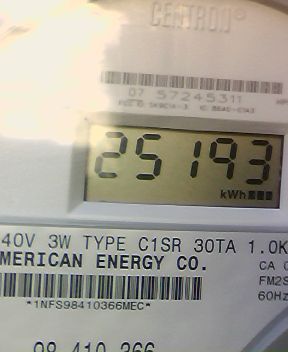 CENTRON®
07 57245311
25193
kWh
40V 3W TYPE C1SR 30TA 1.0K
MERICAN ENERGY CO.
CA
FM2S
60Hz
*1NFS98410366MEC*
98 410 366